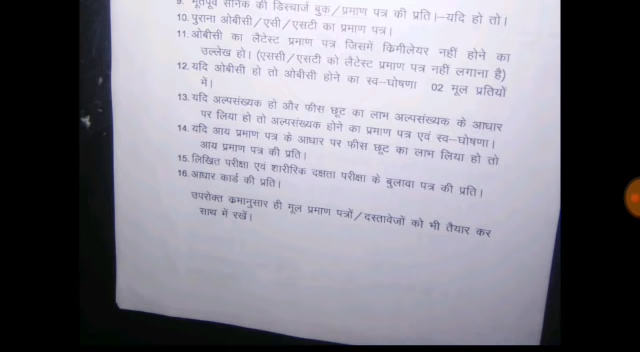 9. भूतपूर्व सैनिक की डिस्चार्ज बुक/प्रमाण पत्र की प्रति।—यदि हो तो।
10. पुराना ओबीसी/एसी/एसटी का प्रमाण पत्र।
11. ओबीसी का लैटेस्ट प्रमाण पत्र जिसमें क्रिमीलेयर नहीं होने का
उल्लेख हो। (एससी/एसटी को लैटेस्ट प्रमाण पत्र नहीं लगाना है)
12. यदि ओबीसी हो तो ओबीसी होने का स्व—घोषणा 02 मूल प्रतियों
में।
13. यदि अल्पसंख्यक हो और फीस छूट का लाभ अल्पसंख्यक के आधार
पर लिया हो तो अल्पसंख्यक होने का प्रमाण पत्र एवं स्व—घोषणा।
14. यदि आय प्रमाण पत्र के आधार पर फीस छूट का लाभ लिया हो तो
आय प्रमाण पत्र की प्रति।
15. लिखित परीक्षा एवं शारीरिक दक्षता परीक्षा के बुलावा पत्र की प्रति।
16. आधार कार्ड की प्रति।
उपरोक्त क्रमानुसार ही मूल प्रमाण पत्रों/दस्तावेजों को भी तैयार कर
साथ में रखें।